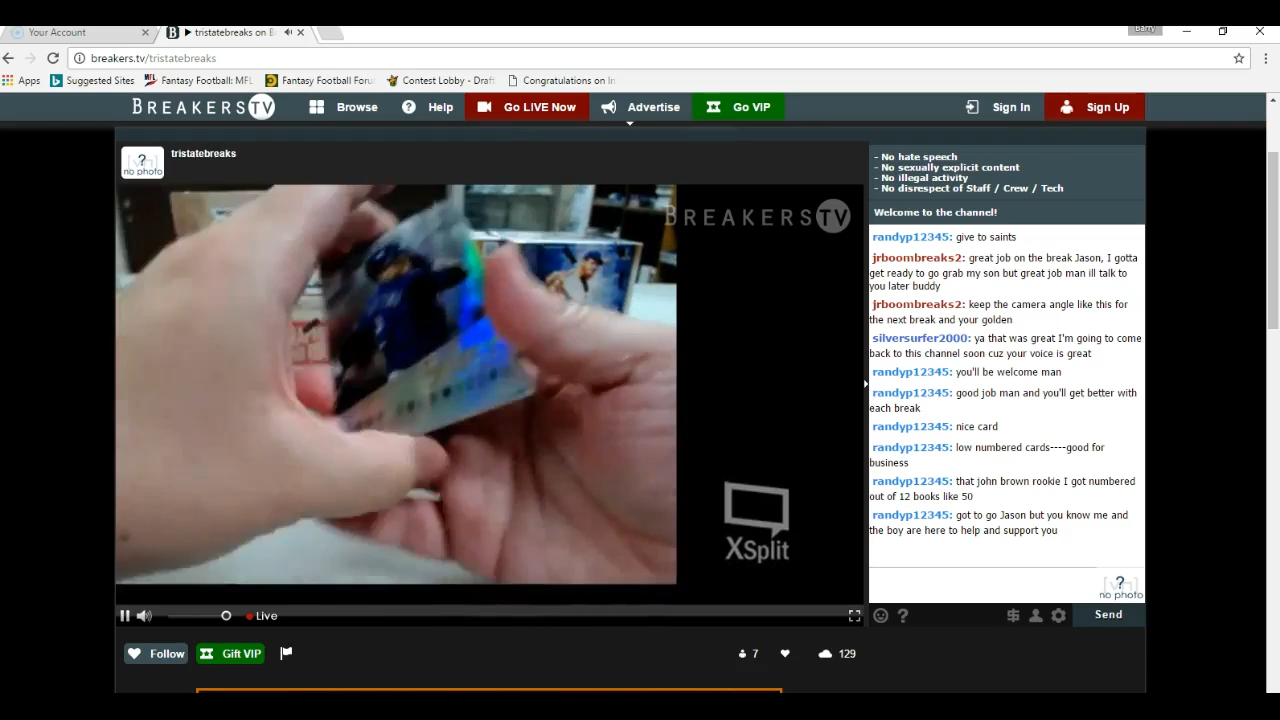 Your Account
tristatebreaks on B
Barry
breakers.tv/tristatebreaks
Apps
Suggested Sites
Fantasy Football: MFL
Fantasy Football Foru
Contest Lobby - Draft
Congratulations on In
BREAKERS TV
Browse
Help
Go LIVE Now
Advertise
Go VIP
Sign In
Sign Up
?
no photo
tristatebreaks
BREAKERS TV
XSplit
- No hate speech
- No sexually explicit content
- No illegal activity
- No disrespect of Staff / Crew / Tech
Welcome to the channel!
randyp12345: give to saints
jrboombreaks2: great job on the break Jason, I gotta
get ready to go grab my son but great job man ill talk to
you later buddy
jrboombreaks2: keep the camera angle like this for
the next break and your golden
silversurfer2000: ya that was great I'm going to come
back to this channel soon cuz your voice is great
randyp12345: you'll be welcome man
randyp12345: good job man and you'll get better with
each break
randyp12345: nice card
randyp12345: low numbered cards----good for
business
randyp12345: that john brown rookie I got numbered
out of 12 books like 50
randyp12345: got to go Jason but you know me and
the boy are here to help and support you
?
no photo
Live
Send
Follow
Gift VIP
7
129